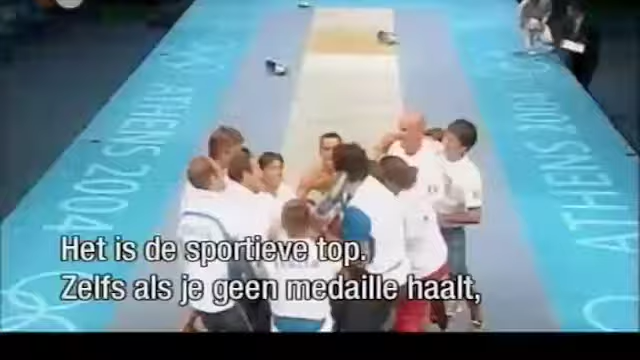 ATHENS 2004
ATHENS 2004
Het is de sportieve top.
Zelfs als je geen medaille haalt,